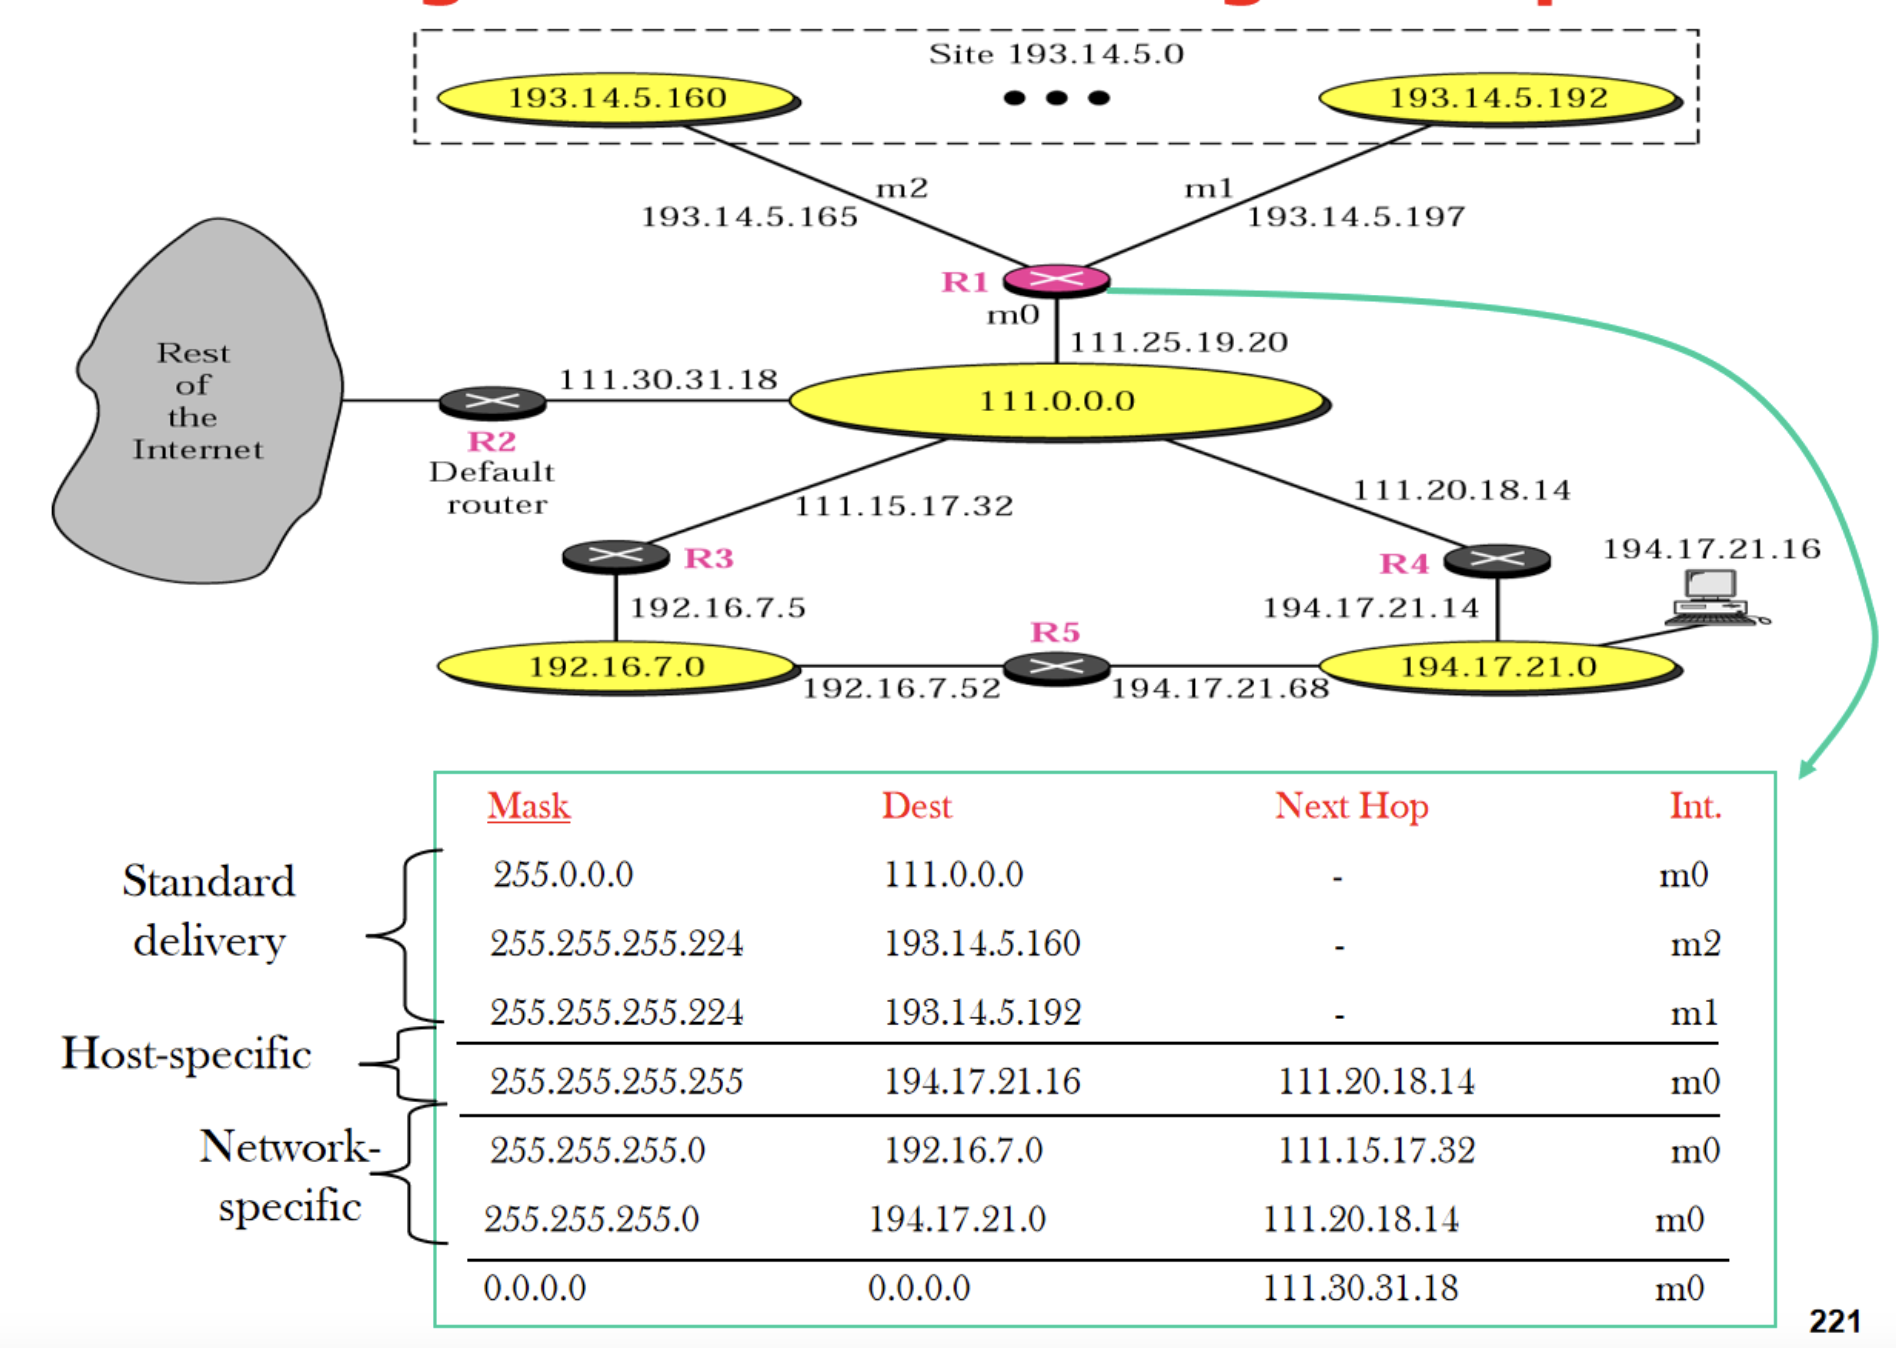 Site 193.14.5.0
193.14.5.160
193.14.5.192
m2
m1
193.14.5.165
193.14.5.197
R1
m0
111.25.19.20
Rest
of
the
Internet
111.30.31.18
111.0.0.0
R2
Default
router
111.15.17.32
111.20.18.14
R3
R4
194.17.21.16
192.16.7.5
194.17.21.14
R5
192.16.7.0
194.17.21.0
192.16.7.52
194.17.21.68
Mask Dest Next Hop Int.
Standard
delivery
255.0.0.0 111.0.0.0 - m0
255.255.255.224 193.14.5.160 - m2
255.255.255.224 193.14.5.192 - m1
Host-specific
255.255.255.255 194.17.21.16 111.20.18.14 m0
Network-
specific
255.255.255.0 192.16.7.0 111.15.17.32 m0
255.255.255.0 194.17.21.0 111.20.18.14 m0
0.0.0.0 0.0.0.0 111.30.31.18 m0
221